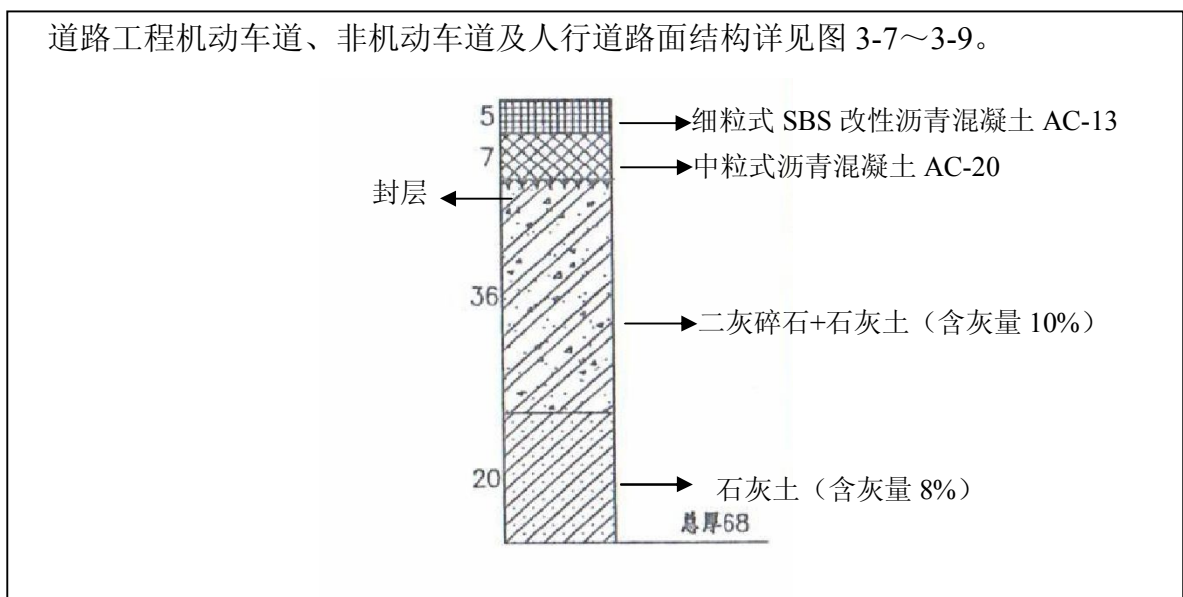 道路工程机动车道、非机动车道及人行道路面结构详见图 3-7～3-9。
5
细粒式 SBS 改性沥青混凝土 AC-13
7
中粒式沥青混凝土 AC-20
封层
36
二灰碎石+石灰土（含灰量 10%）
20
石灰土（含灰量 8%）
总厚68